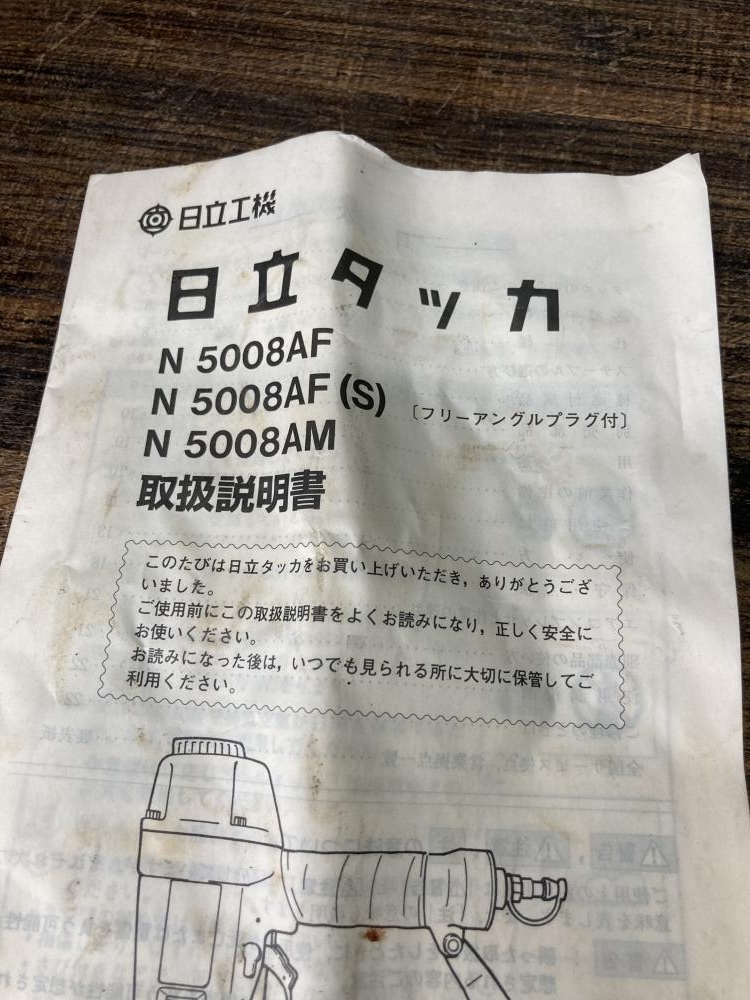 日立工機
日立タッカ
N 5008AF
N 5008AF(S)〔フリーアングルプラグ付〕
N 5008AM
取扱説明書
このたびは日立タッカをお買い上げいただき，ありがとうござ
いました。
ご使用前にこの取扱説明書をよくお読みになり，正しく安全に
お使いください。
お読みになった後は，いつでも見られる所に大切に保管してご
利用ください。